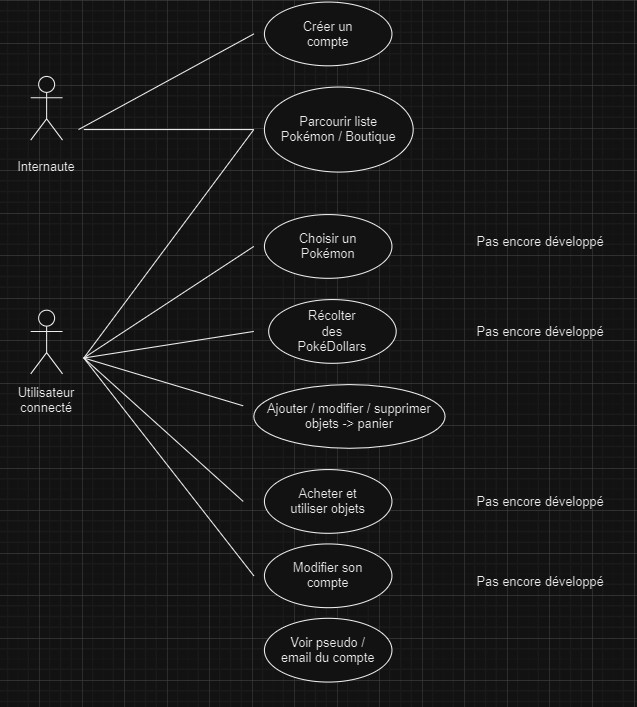 Créer un
compte
Parcourir liste
Pokémon / Boutique
Internaute
Choisir un
Pokémon
Pas encore développé
Récolter
des
PokéDollars
Pas encore développé
Utilisateur
connecté
Ajouter / modifier / supprimer
objets -> panier
Acheter et
utiliser objets
Pas encore développé
Modifier son
compte
Pas encore développé
Voir pseudo /
email du compte